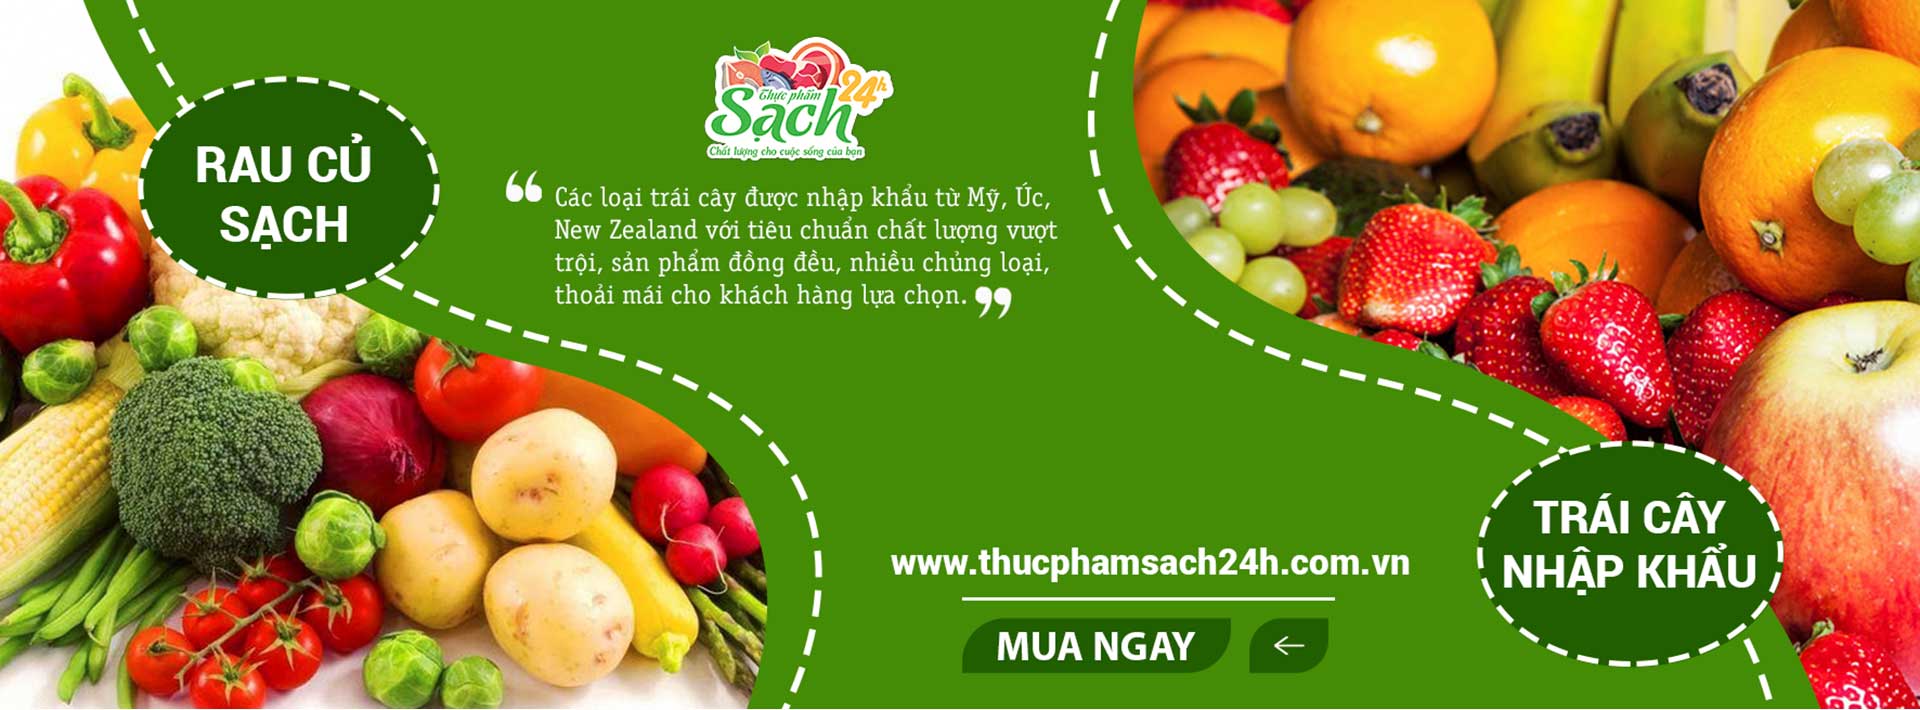 RAU CỦ
SẠCH
Thực phẩm
Sạch 24h
Chất lượng cho cuộc sống của bạn
“ Các loại trái cây được nhập khẩu từ Mỹ, Úc,
New Zealand với tiêu chuẩn chất lượng vượt
trội, sản phẩm đồng đều, nhiều chủng loại,
thoải mái cho khách hàng lựa chọn. ”
www.thucphamsach24h.com.vn
MUA NGAY
TRÁI CÂY
NHẬP KHẨU